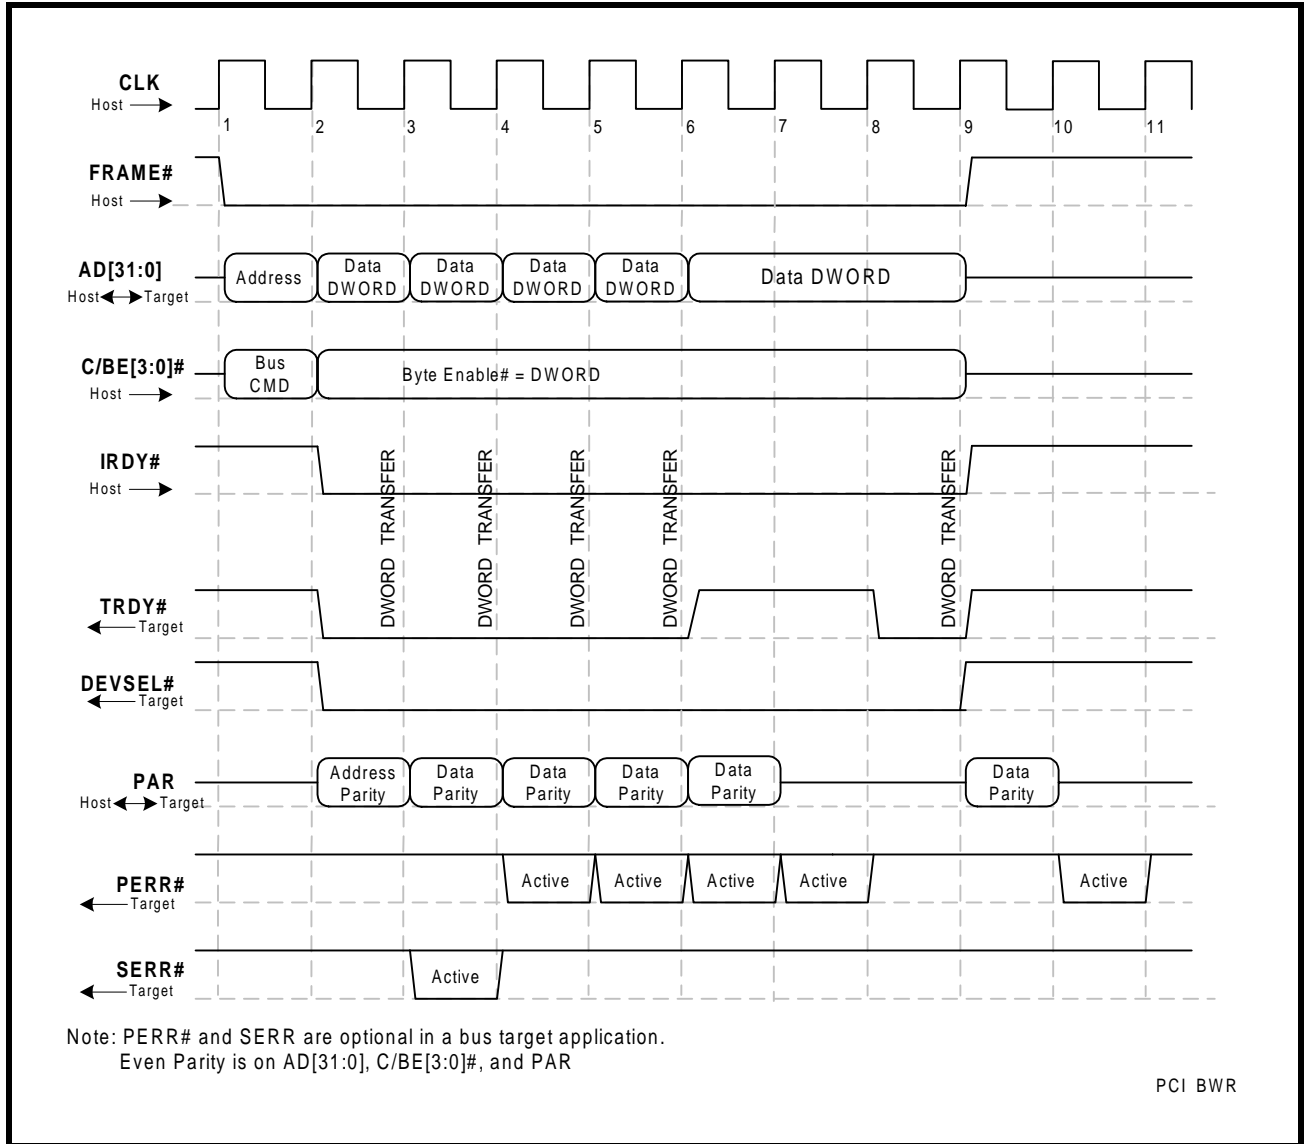 CLK
Host
1 2 3 4 5 6 7 8 9 10 11
FRAME#
Host
AD[31:0]
Host Target
Address
Data
DWORD
Data
DWORD
Data
DWORD
Data
DWORD
Data DWORD
C/BE[3:0]#
Host
Bus
CMD
Byte Enable# = DWORD
IRDY#
Host
DWORD TRANSFER
DWORD TRANSFER
DWORD TRANSFER
DWORD TRANSFER
DWORD TRANSFER
TRDY#
Target
DEVSEL#
Target
PAR
Host Target
Address
Parity
Data
Parity
Data
Parity
Data
Parity
Data
Parity
Data
Parity
PERR#
Target
Active
Active
Active
Active
Active
SERR#
Target
Active
Note: PERR# and SERR are optional in a bus target application.
Even Parity is on AD[31:0], C/BE[3:0]#, and PAR
PCI BWR